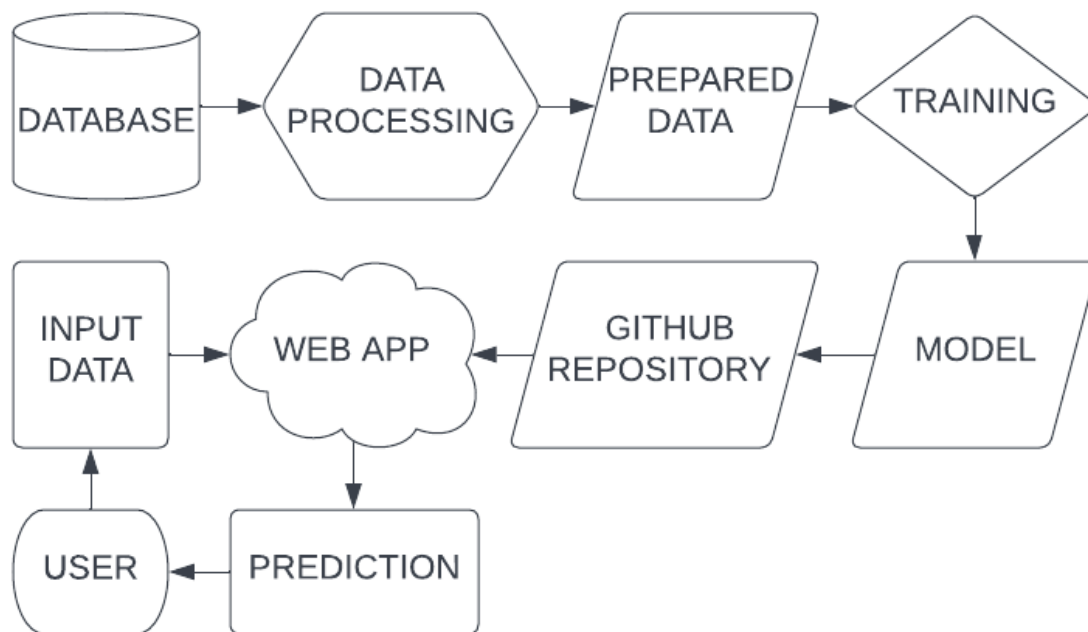 DATABASE
DATA
PROCESSING
PREPARED
DATA
TRAINING
INPUT
DATA
WEB APP
GITHUB
REPOSITORY
MODEL
USER
PREDICTION